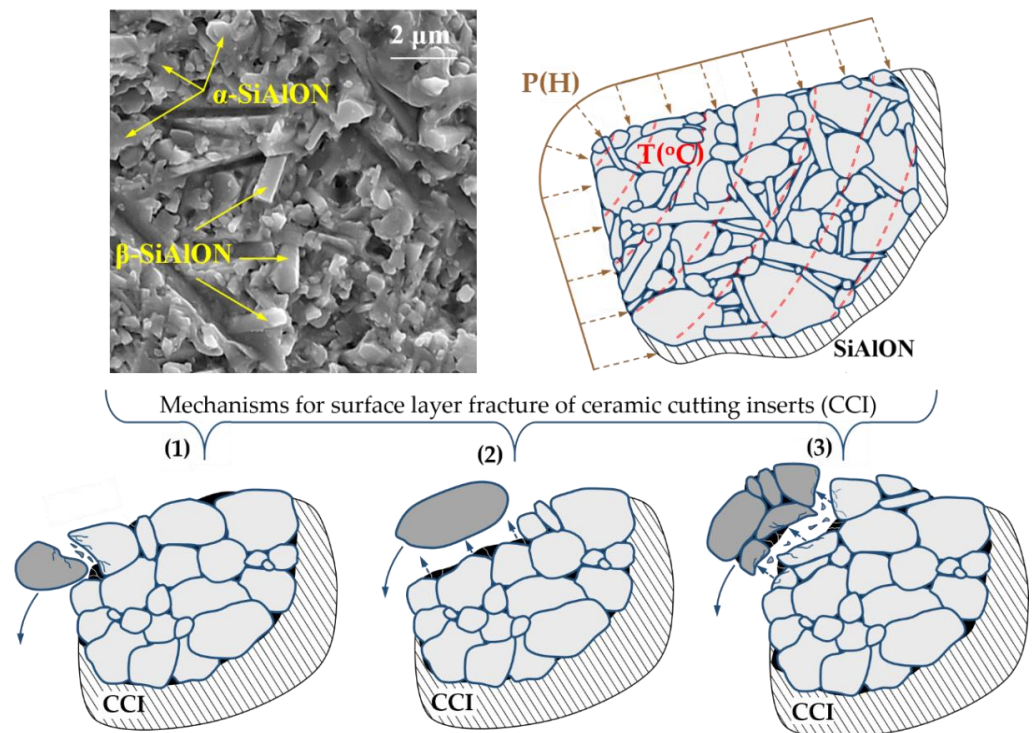 2 μm
α-SiAlON
β-SiAlON
P(H)
T(°C)
SiAlON
Mechanisms for surface layer fracture of ceramic cutting inserts (CCI)
(1)
(2)
(3)
CCI
CCI
CCI